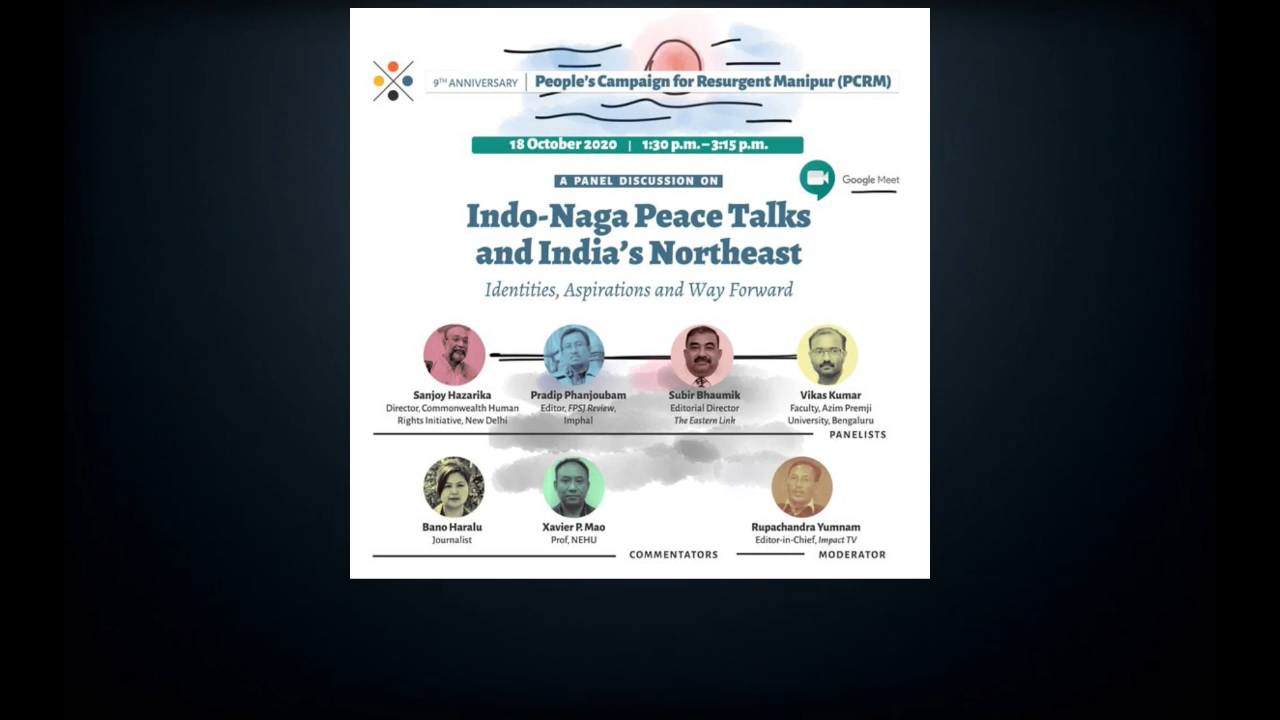 9TH ANNIVERSARY | People's Campaign for Resurgent Manipur (PCRM)
18 October 2020 | 1:30 p.m.–3:15 p.m.
A PANEL DISCUSSION ON
Google Meet
Indo-Naga Peace Talks
and India's Northeast
Identities, Aspirations and Way Forward
Sanjoy Hazarika
Director, Commonwealth Human
Rights Initiative, New Delhi
Pradip Phanjoubam
Editor, FPSJ Review,
Imphal
Subir Bhaumik
Editorial Director
The Eastern Link
Vikas Kumar
Faculty, Azim Premji
University, Bengaluru
PANELISTS
Bano Haralu
Journalist
Xavier P. Mao
Prof, NEHU
COMMENTATORS
Rupachandra Yumnam
Editor-in-Chief, Impact TV
MODERATOR